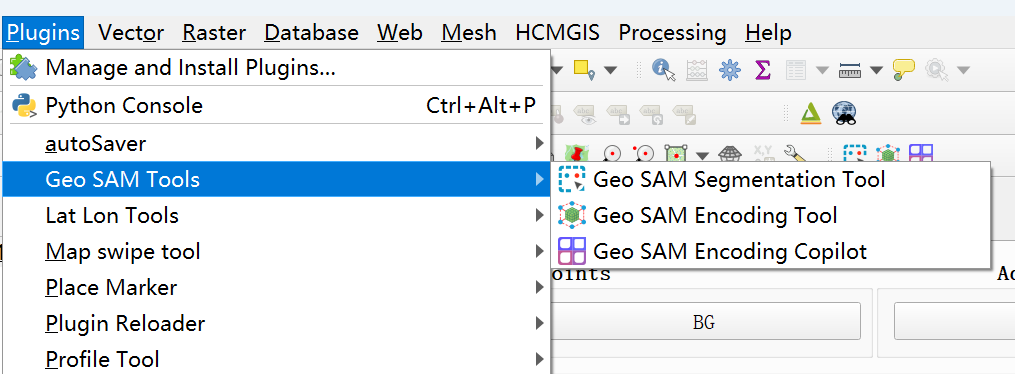 Plugins Vector Raster Database Web Mesh HCMGIS Processing Help
Manage and Install Plugins...
Python Console Ctrl+Alt+P
autoSaver
Geo SAM Tools
Geo SAM Segmentation Tool
Lat Lon Tools
Geo SAM Encoding Tool
Map swipe tool
Geo SAM Encoding Copilot
Place Marker
oints
Plugin Reloader
BG
Profile Tool